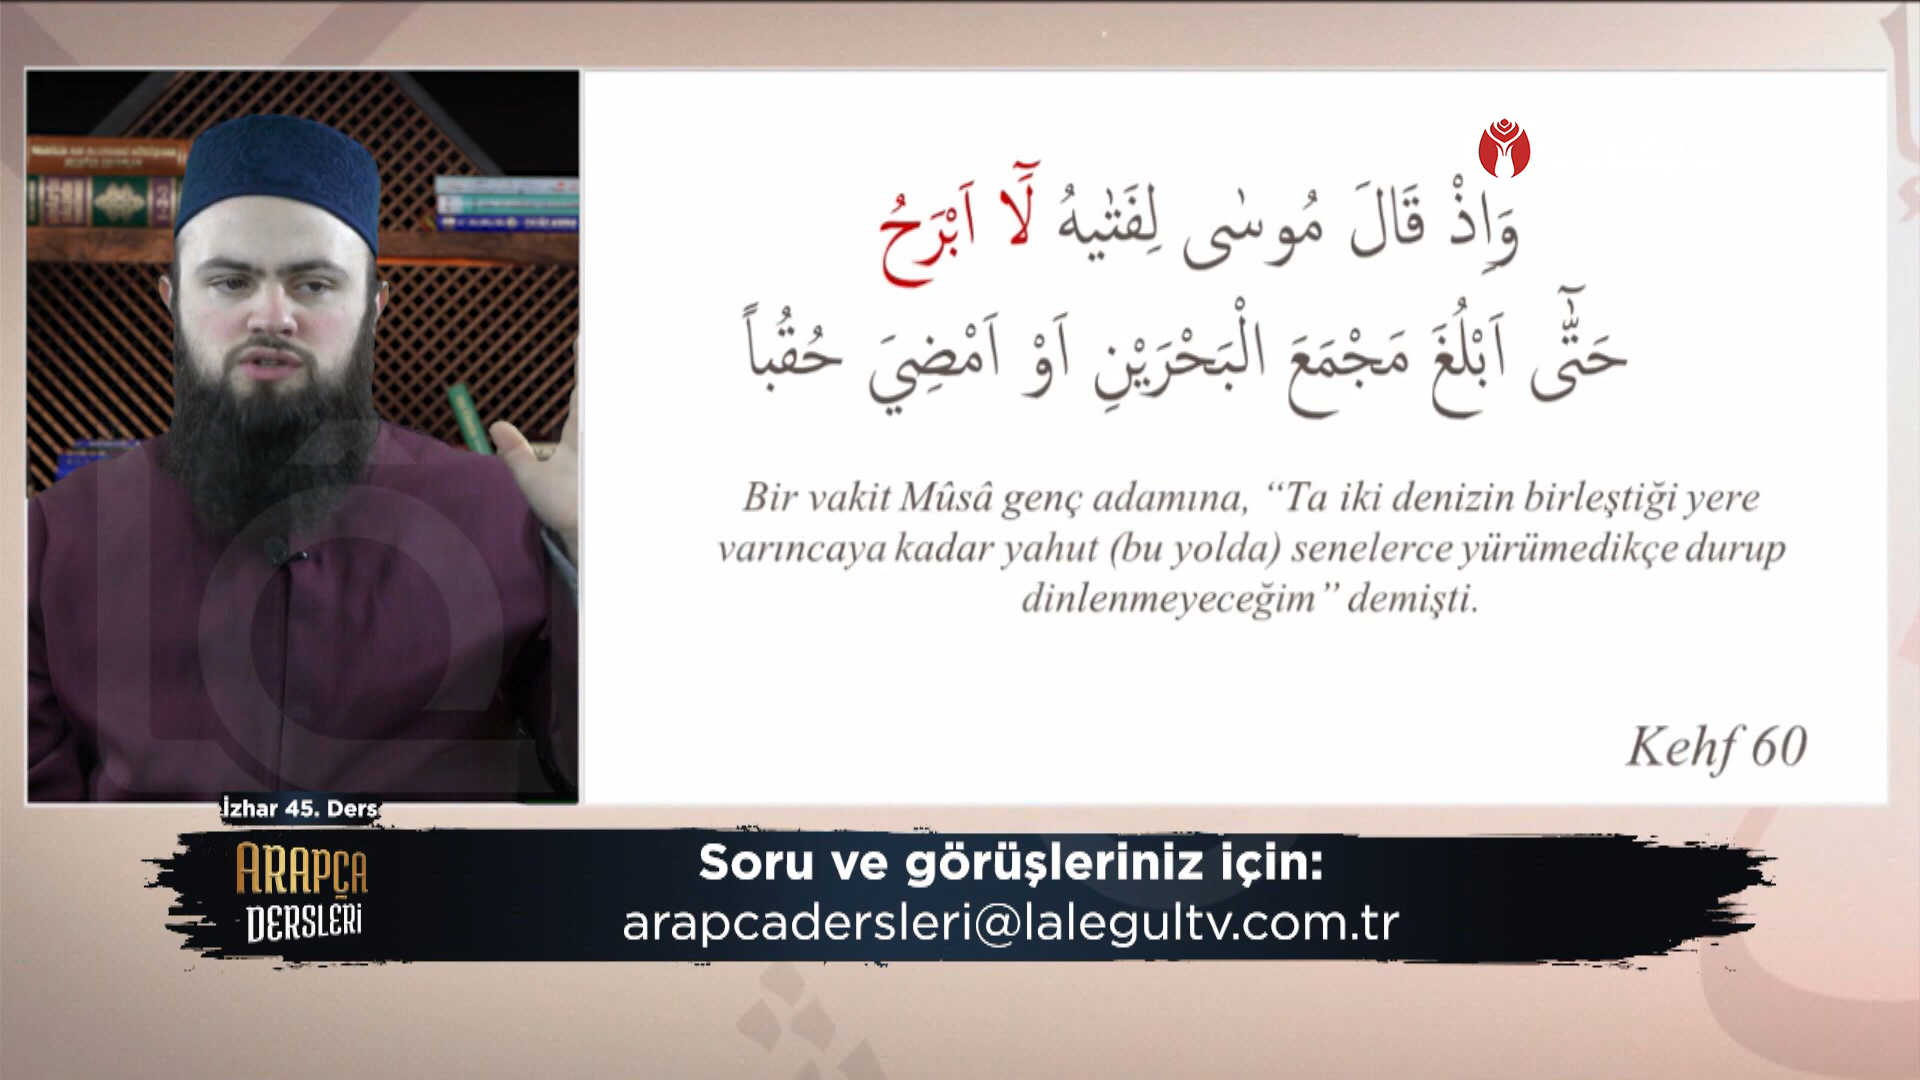 وَاِذْ قَالَ مُوسٰى لِفَتٰيهُ لَٓا اَبْرَحُ
حَتّٰٓى اَبْلُغَ مَجْمَعَ الْبَحْرَيْنِ اَوْ اَمْضِيَ حُقُباً
Bir vakit Mûsâ genç adamına, “Ta iki denizin birleştiği yere
varıncaya kadar yahut (bu yolda) senelerce yürümedikçe durup
dinlenmeyeceğim” demişti.
Kehf 60
İzhar 45. Ders
ARAPÇA
DERSLERİ
Soru ve görüşleriniz için:
arapcadersleri@lalegultv.com.tr